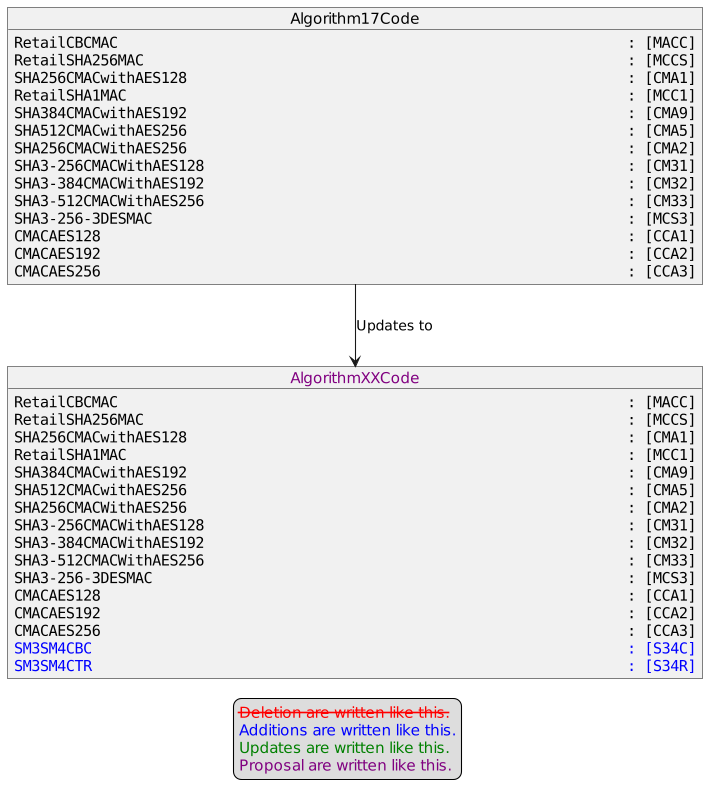 Algorithm17Code
RetailCBCMAC : [MACC]
RetailSHA256MAC : [MCCS]
SHA256CMACwithAES128 : [CMA1]
RetailSHA1MAC : [MCC1]
SHA384CMACwithAES192 : [CMA9]
SHA512CMACwithAES256 : [CMA5]
SHA256CMACWithAES256 : [CMA2]
SHA3-256CMACWithAES128 : [CM31]
SHA3-384CMACWithAES192 : [CM32]
SHA3-512CMACWithAES256 : [CM33]
SHA3-256-3DESMAC : [MCS3]
CMACAES128 : [CCA1]
CMACAES192 : [CCA2]
CMACAES256 : [CCA3]
Updates to
AlgorithmXXCode
RetailCBCMAC : [MACC]
RetailSHA256MAC : [MCCS]
SHA256CMACwithAES128 : [CMA1]
RetailSHA1MAC : [MCC1]
SHA384CMACwithAES192 : [CMA9]
SHA512CMACwithAES256 : [CMA5]
SHA256CMACWithAES256 : [CMA2]
SHA3-256CMACWithAES128 : [CM31]
SHA3-384CMACWithAES192 : [CM32]
SHA3-512CMACWithAES256 : [CM33]
SHA3-256-3DESMAC : [MCS3]
CMACAES128 : [CCA1]
CMACAES192 : [CCA2]
CMACAES256 : [CCA3]
SM3SM4CBC : [S34C]
SM3SM4CTR : [S34R]
Deletion are written like this.
Additions are written like this.
Updates are written like this.
Proposal are written like this.